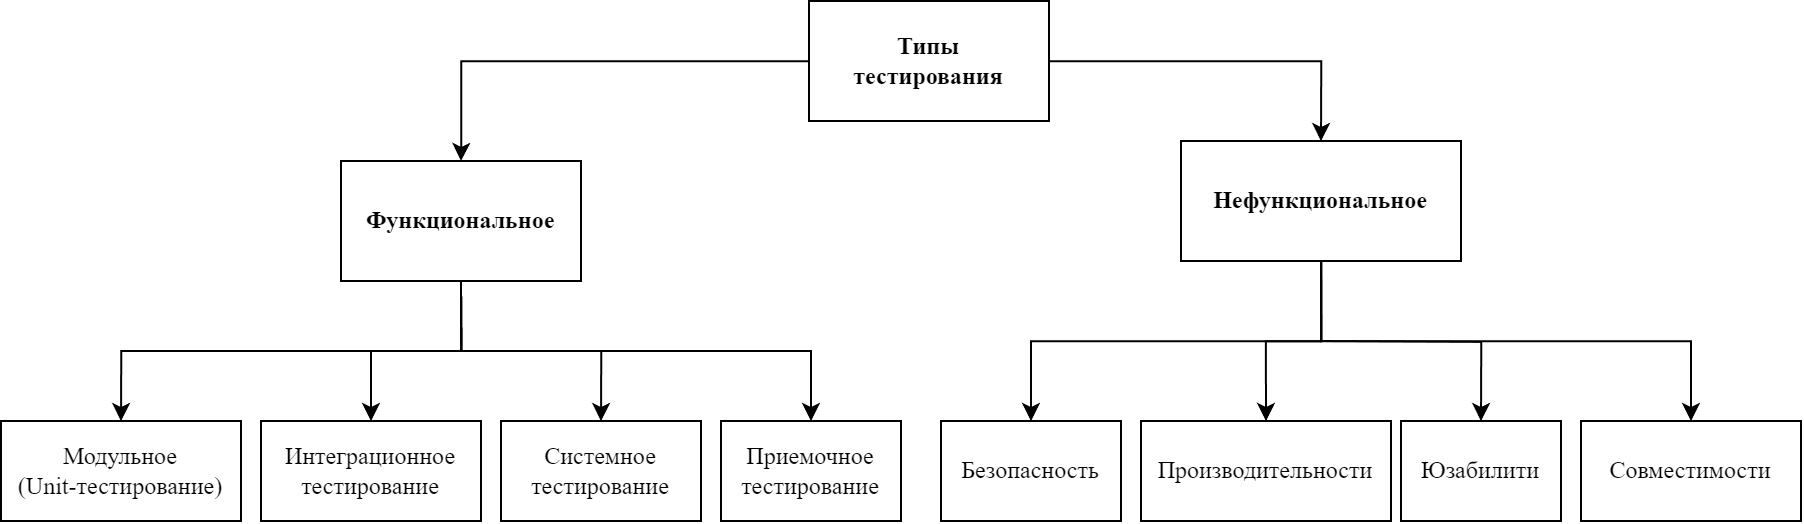 Типы
тестирования
Функциональное
Нефункциональное
Модульное
(Unit-тестирование)
Интеграционное
тестирование
Системное
тестирование
Приемочное
тестирование
Безопасность
Производительности
Юзабилити
Совместимости